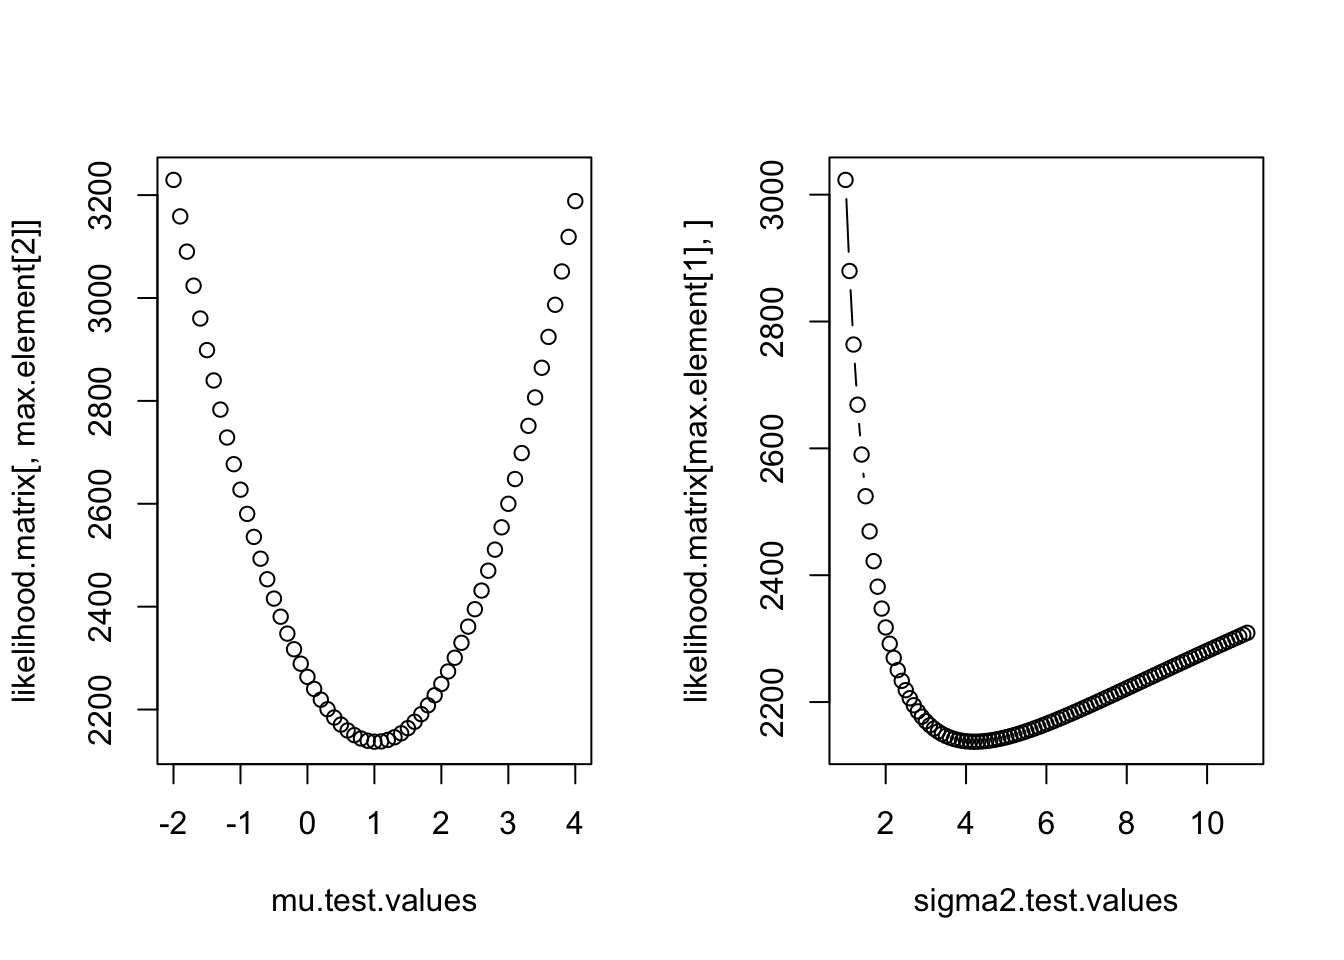 likelihood.matrix[, max.element[2]]
3200
3000
2800
2600
2400
2200
-2 -1 0 1 2 3 4
mu.test.values
likelihood.matrix[max.element[1], ]
3000
2800
2600
2400
2200
2 4 6 8 10
sigma2.test.values